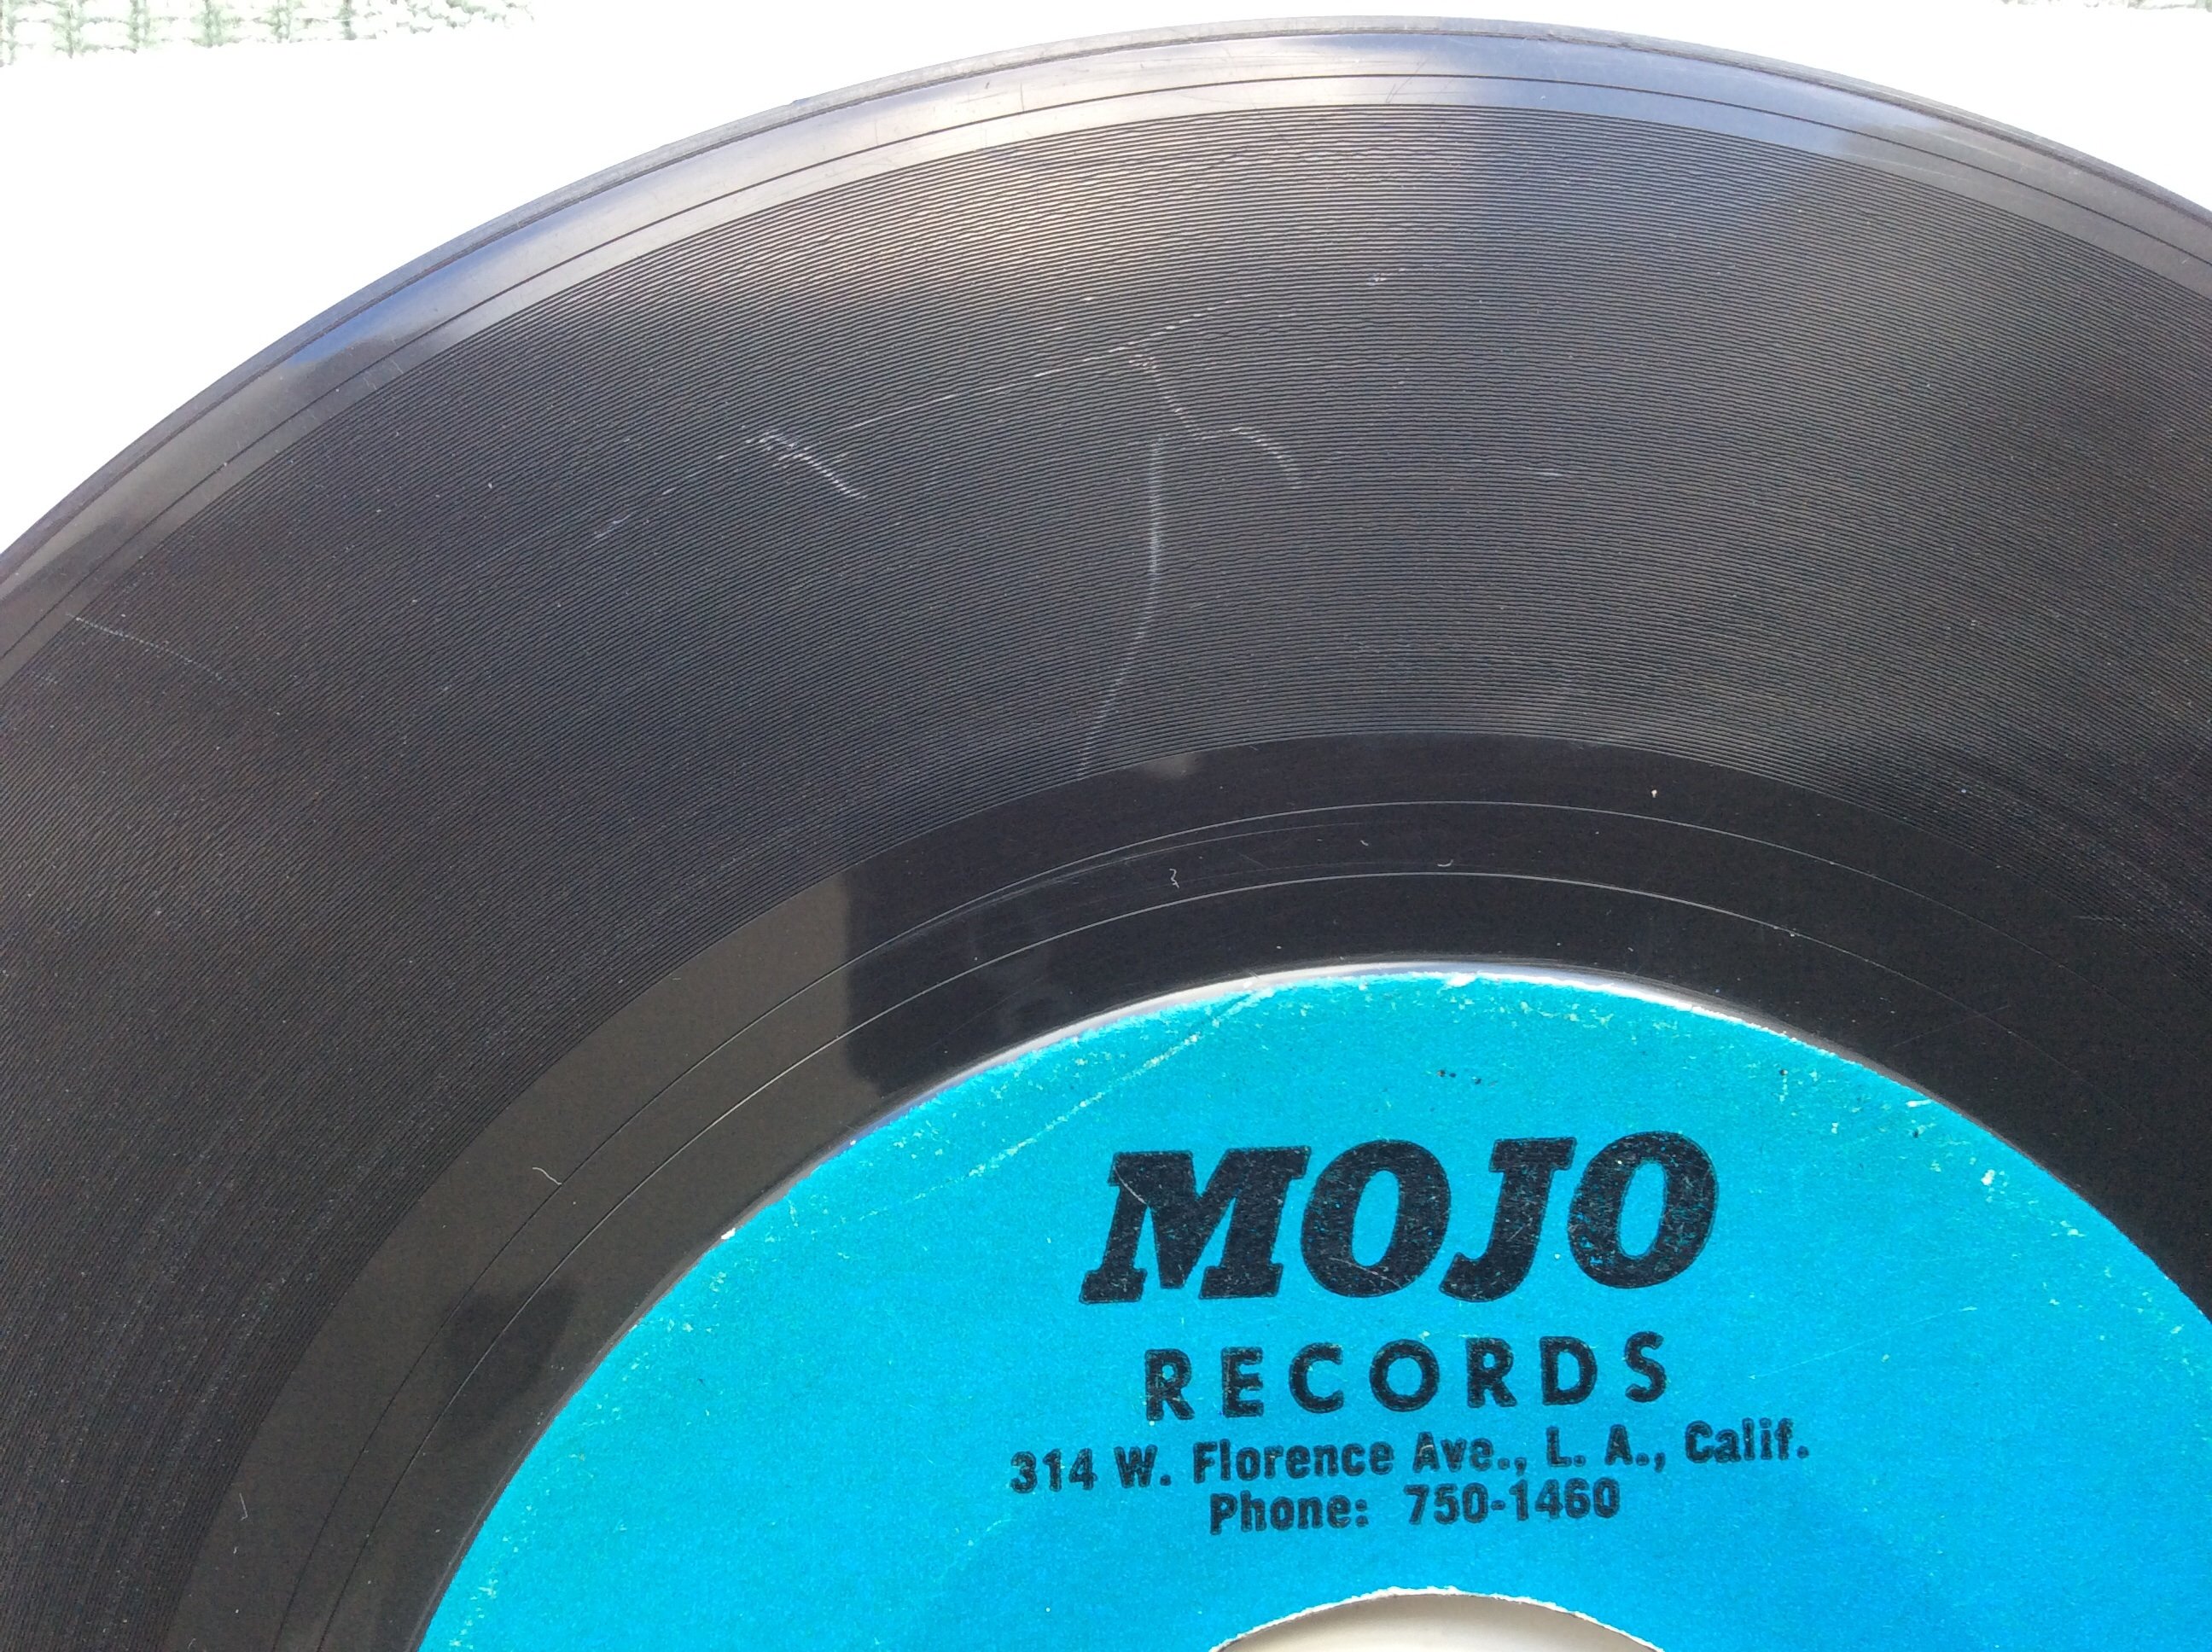 MOJO
RECORDS
314 W. Florence Ave., L. A., Calif.
Phone: 750-1460